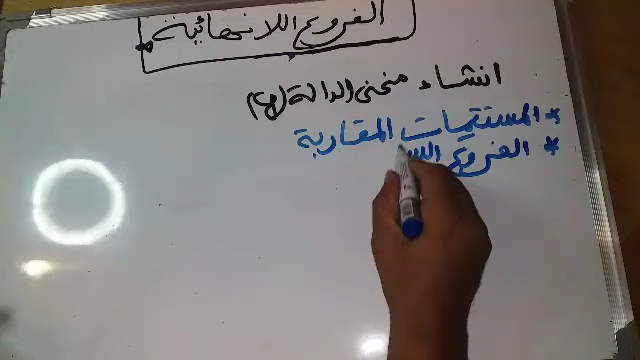 الفروع اللانهائية
انشاء منحنى الدالة (f)
* المستقيمات المقاربة
* الفروع